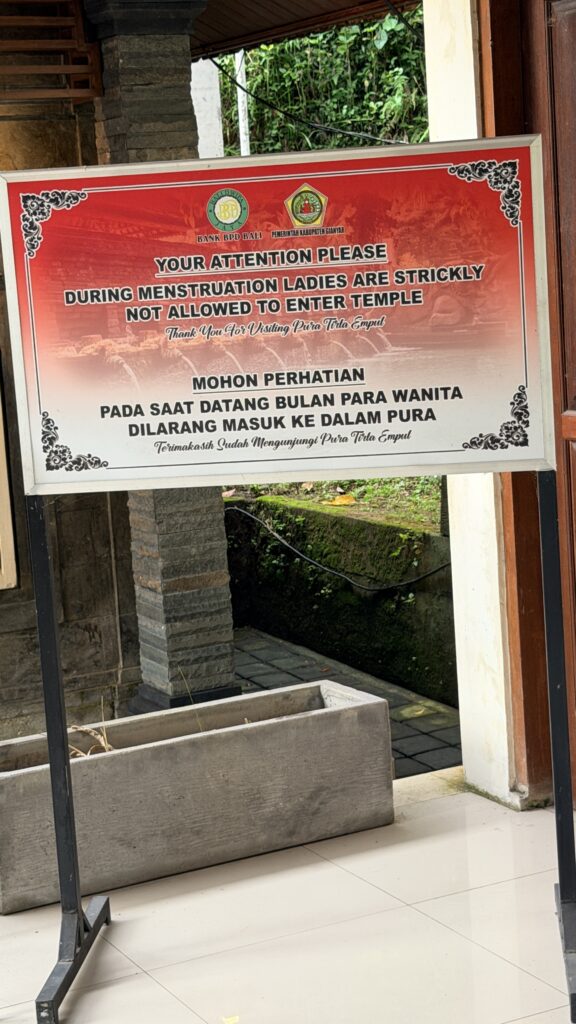 BANK BPD BALI
PEMERINTAH KABUPATEN GIANYAR
YOUR ATTENTION PLEASE
DURING MENSTRUATION LADIES ARE STRICKLY
NOT ALLOWED TO ENTER TEMPLE
Thank You For Visiting Pura Tirta Empul
MOHON PERHATIAN
PADA SAAT DATANG BULAN PARA WANITA
DILARANG MASUK KE DALAM PURA
Terimakasih Sudah Mengunjungi Pura Tirta Empul